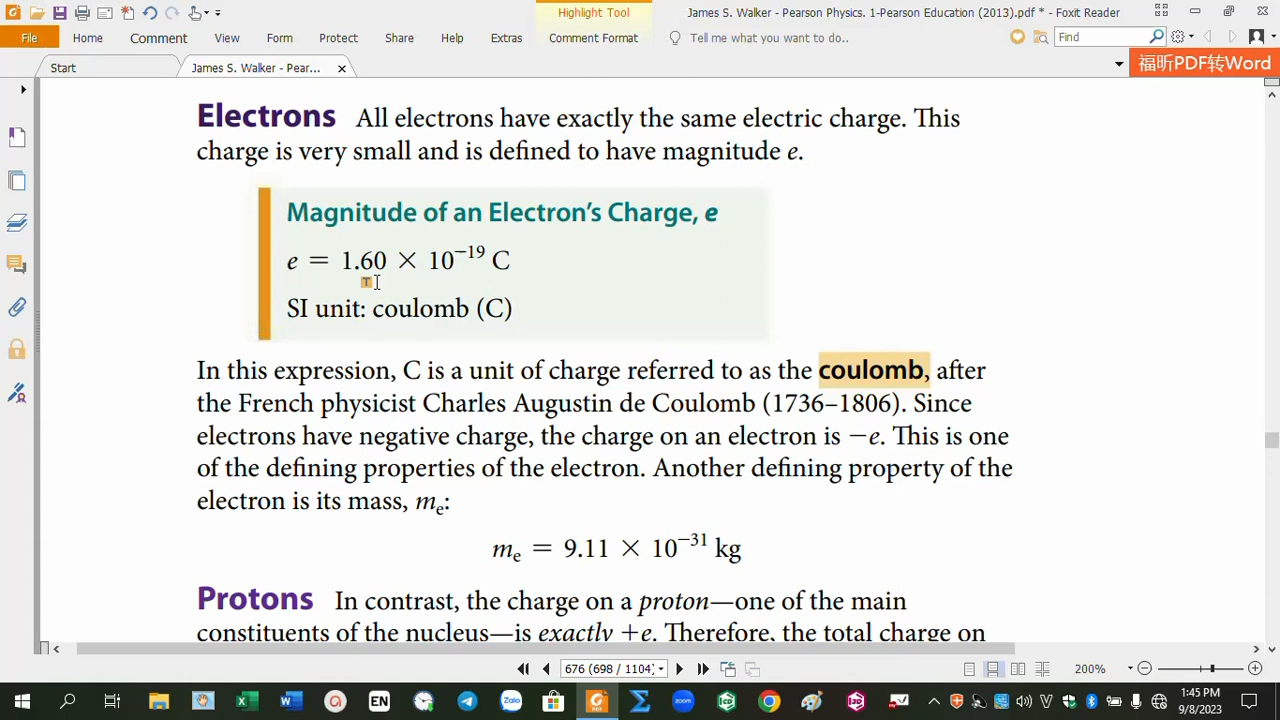 Highlight Tool
James S. Walker - Pearson Physics. 1-Pearson Education (2013).pdf * - Foxit Reader
File Home Comment View Form Protect Share Help Extras Comment Format Tell me what you want to do.. Find
Start James S. Walker - Pear... 福昕PDF转Word
Electrons All electrons have exactly the same electric charge. This
charge is very small and is defined to have magnitude e.
Magnitude of an Electron's Charge, e
e = 1.60 × 10⁻¹⁹ C
T
SI unit: coulomb (C)
In this expression, C is a unit of charge referred to as the coulomb, after
the French physicist Charles Augustin de Coulomb (1736–1806). Since
electrons have negative charge, the charge on an electron is −e. This is one
of the defining properties of the electron. Another defining property of the
electron is its mass, mₑ:
mₑ = 9.11 × 10⁻³¹ kg
Protons In contrast, the charge on a proton—one of the main
constituents of the nucleus—is exactly +e. Therefore, the total charge on
676 (698 / 1104) 200%
EN Zalo zoom 1:45 PM
9/8/2023